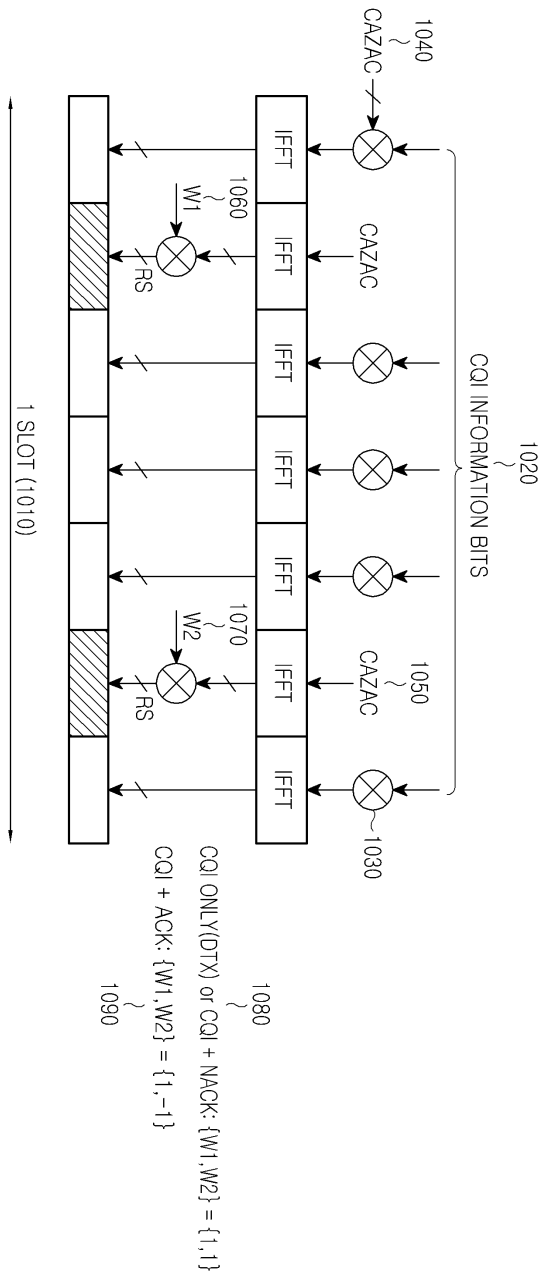 1020
CQI INFORMATION BITS
1040
CAZAC
CAZAC
1050
CAZAC
1030
IFFT
IFFT
IFFT
IFFT
IFFT
IFFT
IFFT
1060
W1
RS
1070
W2
RS
1080
CQI ONLY(DTX) or CQI + NACK: {W1,W2} = {1,1}
CQI + ACK: {W1,W2} = {1,-1}
1090
1 SLOT (1010)